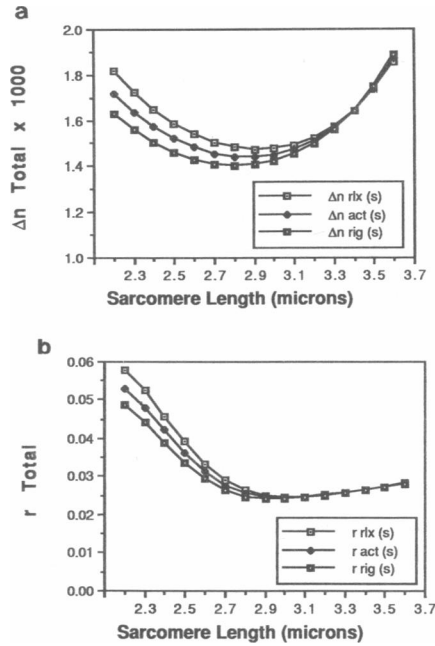 a
2.0
1.8
1.6
1.4
1.2
1.0
Δn Total x 1000
Δn rlx (s)
Δn act (s)
Δn rig (s)
2.3 2.5 2.7 2.9 3.1 3.3 3.5 3.7
Sarcomere Length (microns)
b
0.06
0.05
0.04
0.03
0.02
0.01
0.00
r Total
r rlx (s)
r act (s)
r rig (s)
2.3 2.5 2.7 2.9 3.1 3.3 3.5 3.7
Sarcomere Length (microns)